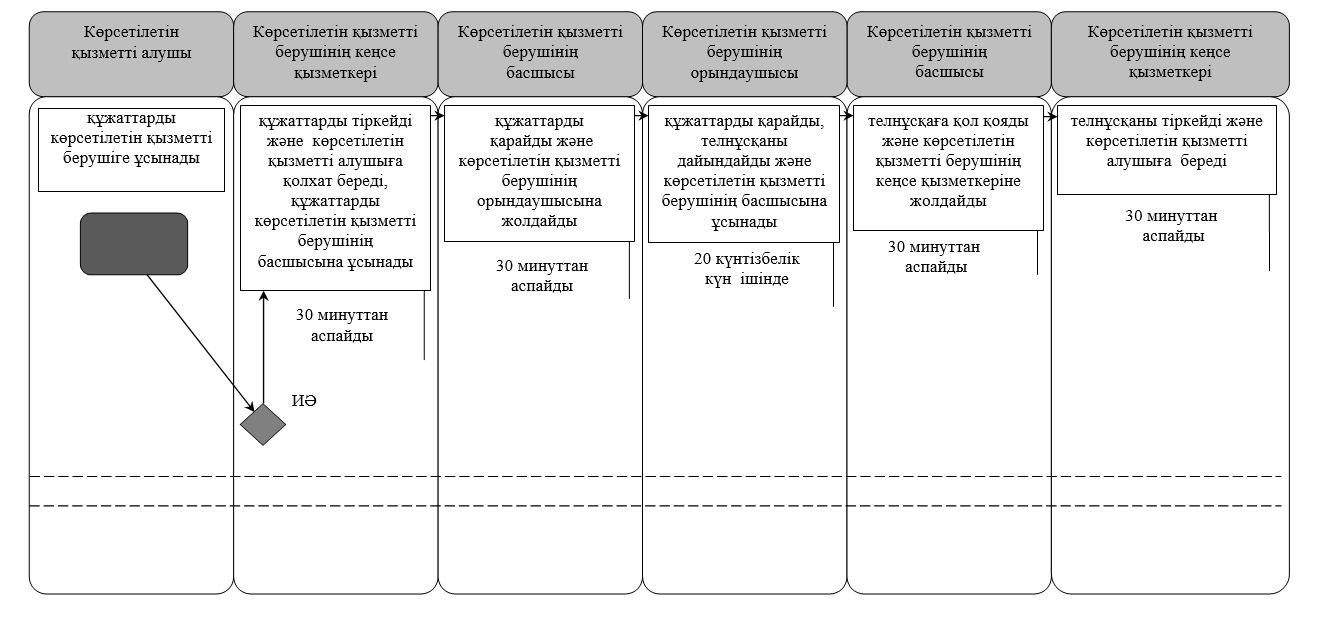 Көрсетілетін
қызметті алушы
Көрсетілетін қызметті
берушінің кеңсе
қызметкері
Көрсетілетін қызметті
берушінің
басшысы
Көрсетілетін қызметті
берушінің
орындаушысы
Көрсетілетін қызметті
берушінің
басшысы
Көрсетілетін қызметті
берушінің кеңсе
қызметкері
құжаттарды
көрсетілетін қызметті
берушіге ұсынады
құжаттарды тіркейді
және көрсетілетін
қызметті алушыға
қолхат береді,
құжаттарды
көрсетілетін қызметті
берушінің
басшысына ұсынады
30 минуттан
аспайды
ИӘ
құжаттарды
қарайды және
көрсетілетін қызметті
берушінің
орындаушысына
жолдайды
30 минуттан
аспайды
құжаттарды қарайды,
телнұсқаны
дайындайды және
көрсетілетін қызметті
берушінің басшысына
ұсынады
20 күнтізбелік
күн ішінде
телнұсқаға қол қояды
және көрсетілетін
қызметті берушінің
кеңсе қызметкеріне
жолдайды
30 минуттан
аспайды
телнұсқаны тіркейді және
көрсетілетін қызметті
алушыға береді
30 минуттан
аспайды